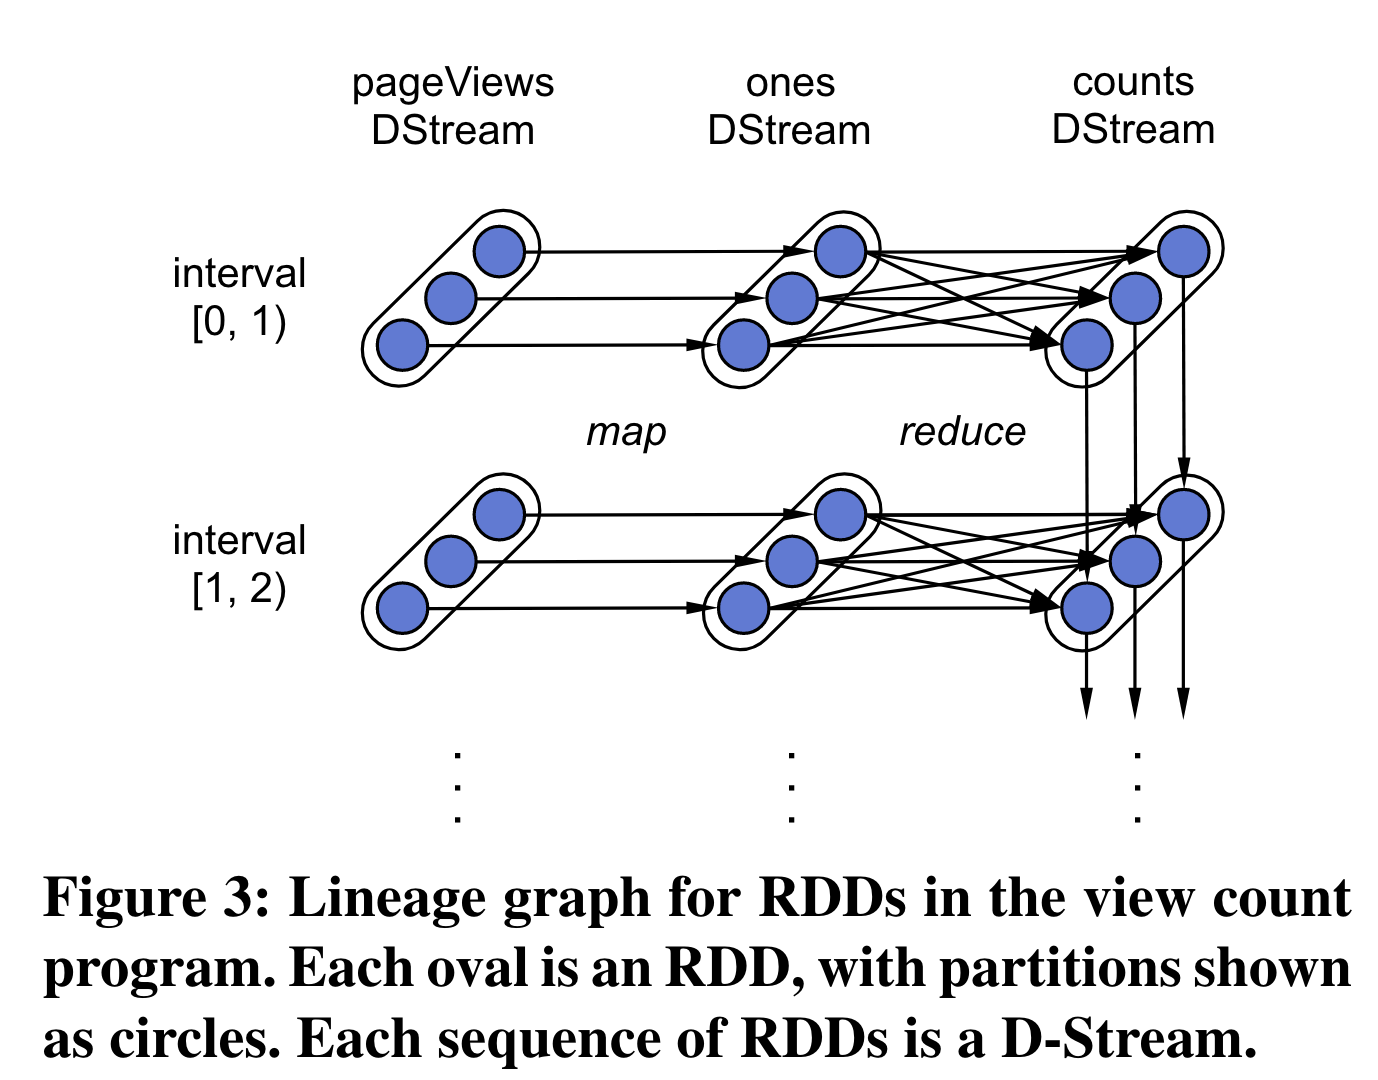 pageViews
DStream
ones
DStream
counts
DStream
interval
[0, 1)
map
reduce
interval
[1, 2)
Figure 3: Lineage graph for RDDs in the view count
program. Each oval is an RDD, with partitions shown
as circles. Each sequence of RDDs is a D-Stream.